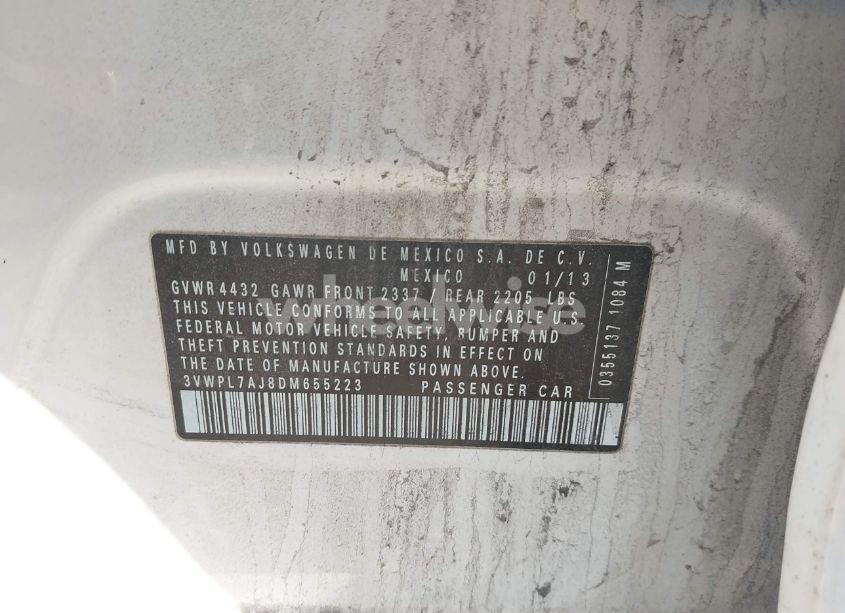 MFD BY VOLKSWAGEN DE MEXICO S.A. DE C.V.
MEXICO 01/13
GVWR 4432 GAWR FRONT 2337 REAR 2205 LBS
THIS VEHICLE CONFORMS TO ALL APPLICABLE U.S.
FEDERAL MOTOR VEHICLE SAFETY, BUMPER AND
THEFT PREVENTION STANDARDS IN EFFECT ON
THE DATE OF MANUFACTURE SHOWN ABOVE.
3VWPL7AJ8DM655223 PASSENGER CAR
0355137 1084 M
wheelwise